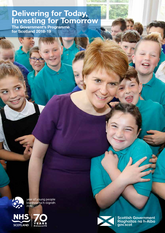 Delivering for Today,
Investing for Tomorrow
The Government's Programme
for Scotland 2018-19
NHS
SCOTLAND
70
YEARS
Scottish Government
Riaghaltas na h-Alba
gov.scot